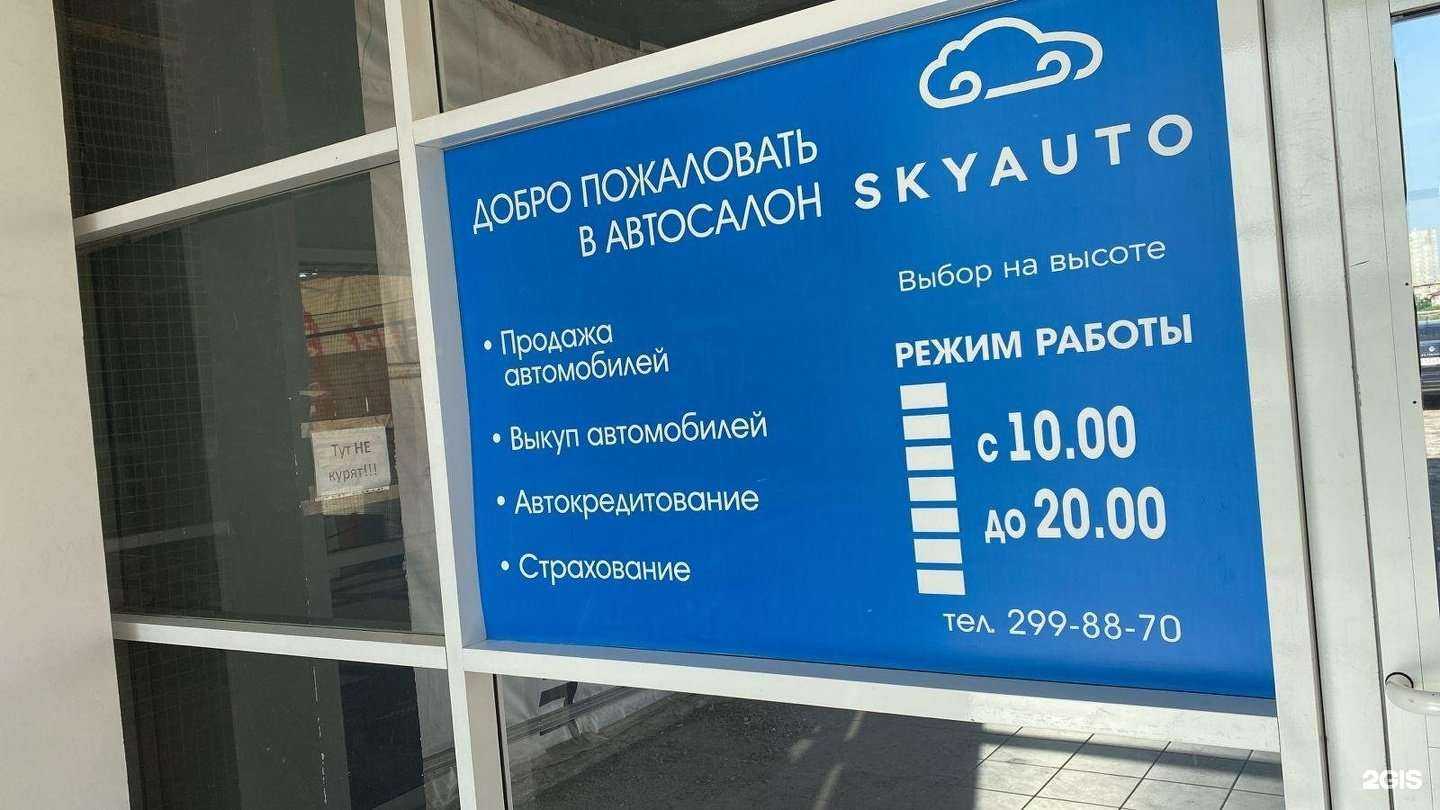 ДОБРО ПОЖАЛОВАТЬ
В АВТОСАЛОН
SKYAUTO
Выбор на высоте
• Продажа
автомобилей
• Выкуп автомобилей
• Автокредитование
• Страхование
РЕЖИМ РАБОТЫ
с 10.00
до 20.00
тел. 299-88-70
Тут НЕ
курят!!!
2GIS